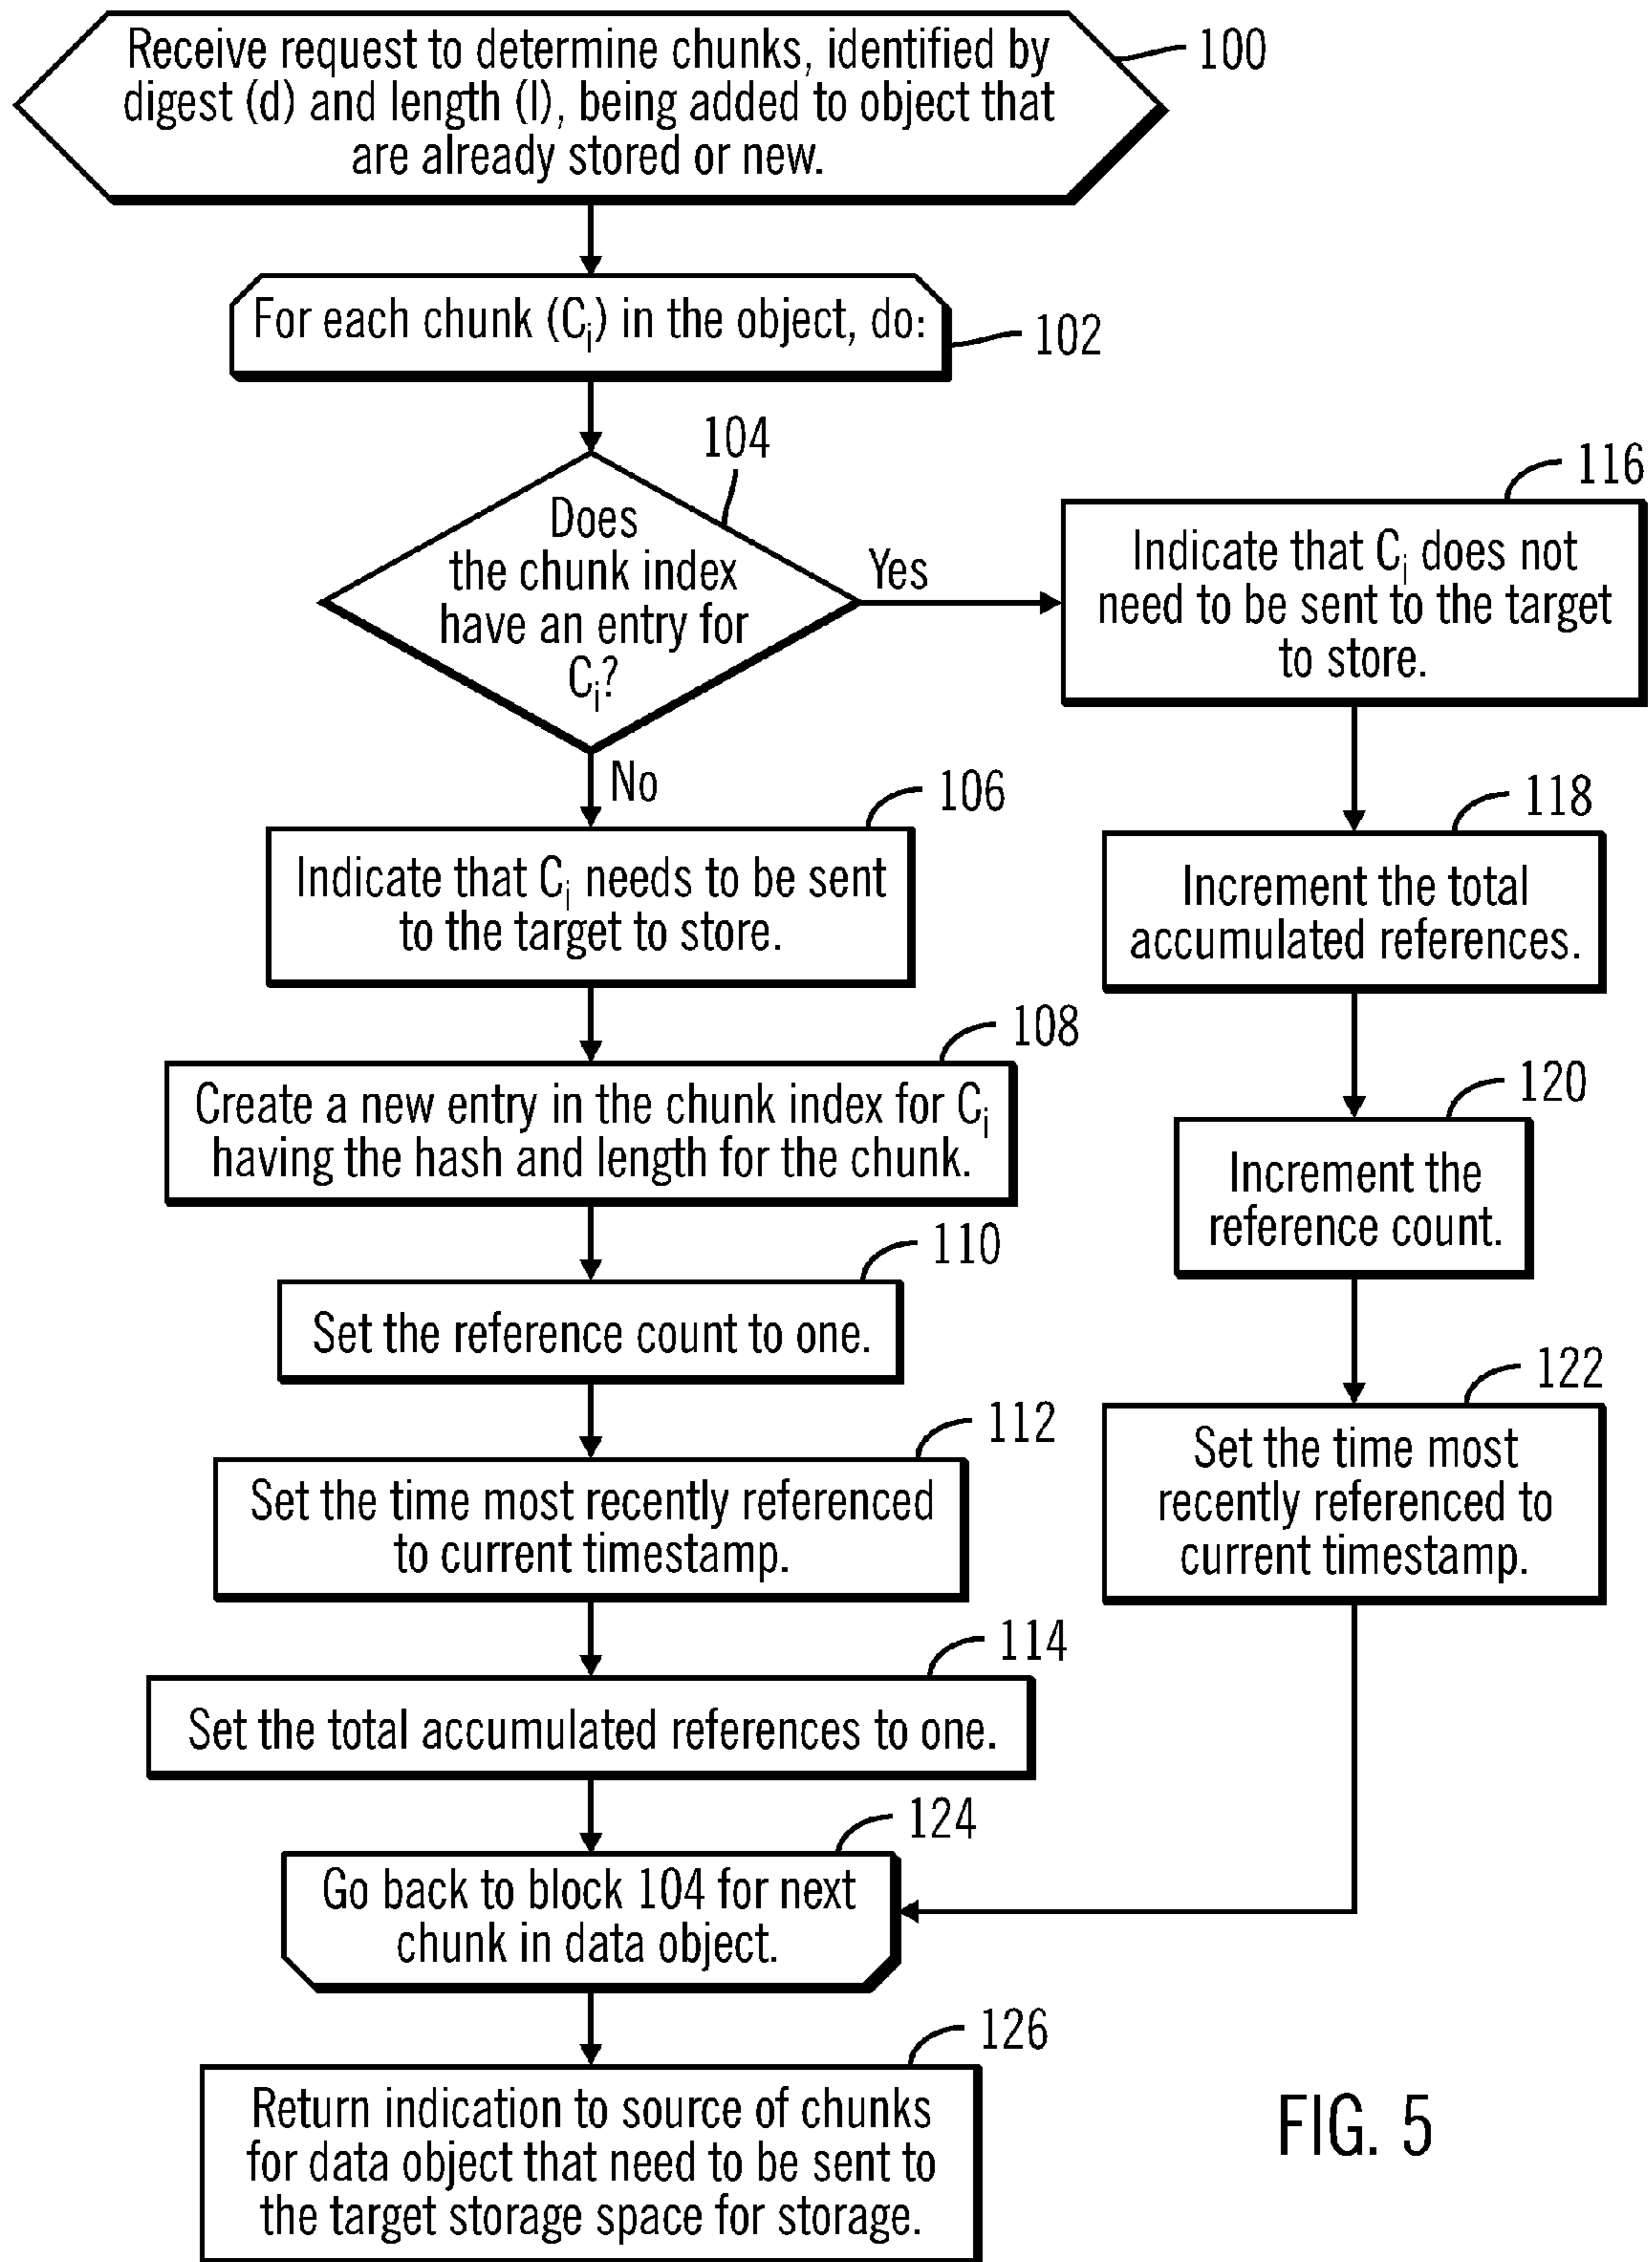 Receive request to determine chunks, identified by
digest (d) and length (l), being added to object that
are already stored or new.
100
For each chunk (Ci) in the object, do:
102
104
Does
the chunk index
have an entry for
Ci?
Yes
No
116
Indicate that Ci does not
need to be sent to the target
to store.
106
Indicate that Ci needs to be sent
to the target to store.
118
Increment the total
accumulated references.
108
Create a new entry in the chunk index for Ci
having the hash and length for the chunk.
120
Increment the
reference count.
110
Set the reference count to one.
122
Set the time most
recently referenced to
current timestamp.
112
Set the time most recently referenced
to current timestamp.
114
Set the total accumulated references to one.
124
Go back to block 104 for next
chunk in data object.
126
Return indication to source of chunks
for data object that need to be sent to
the target storage space for storage.
FIG. 5